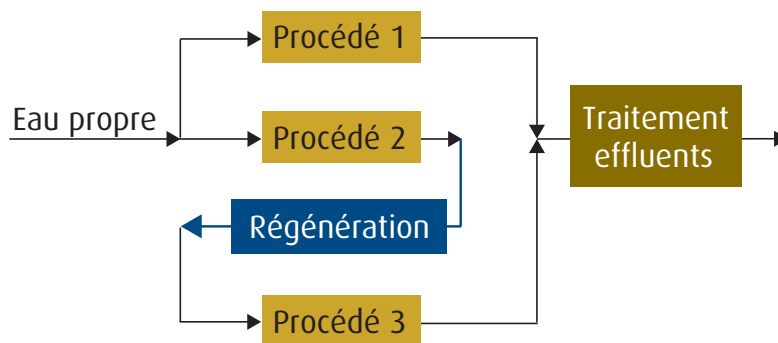 Procédé 1
Eau propre
Procédé 2
Traitement
effluents
Régénération
Procédé 3